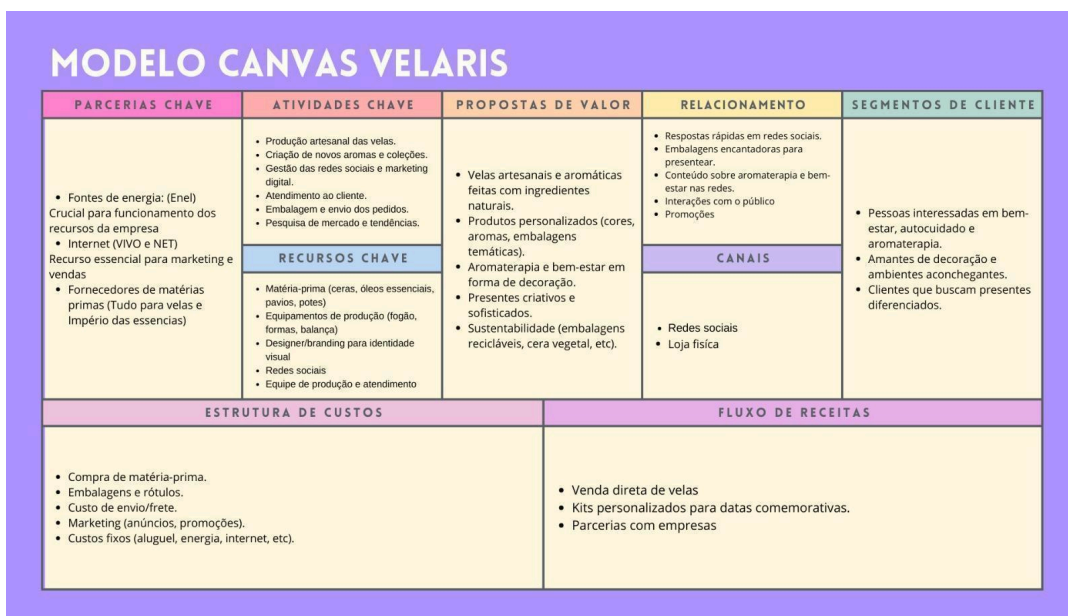 MODELO CANVAS VELARIS
PARCERIAS CHAVE
• Fontes de energia: (Enel)
Crucial para funcionamento dos
recursos da empresa
• Internet (VIVO e NET)
Recurso essencial para marketing e
vendas
• Fornecedores de matérias
primas (Tudo para velas e
Império das essencias)
ATIVIDADES CHAVE
• Produção artesanal das velas.
• Criação de novos aromas e coleções.
• Gestão das redes sociais e marketing
digital.
• Atendimento ao cliente.
• Embalagem e envio dos pedidos.
• Pesquisa de mercado e tendências.
RECURSOS CHAVE
• Matéria-prima (ceras, óleos essenciais,
pavios, potes)
• Equipamentos de produção (fogão,
formas, balança)
• Designer/branding para identidade
visual
• Redes sociais
• Equipe de produção e atendimento
PROPOSTAS DE VALOR
• Velas artesanais e aromáticas
feitas com ingredientes
naturais.
• Produtos personalizados (cores,
aromas, embalagens
temáticas).
• Aromaterapia e bem-estar em
forma de decoração.
• Presentes criativos e
sofisticados.
• Sustentabilidade (embalagens
recicláveis, cera vegetal, etc).
RELACIONAMENTO
• Respostas rápidas em redes sociais.
• Embalagens encantadoras para
presentear.
• Conteúdo sobre aromaterapia e bem-
estar nas redes.
• Interações com o público
• Promoções
CANAIS
• Redes sociais
• Loja fisíca
SEGMENTOS DE CLIENTE
• Pessoas interessadas em bem-
estar, autocuidado e
aromaterapia.
• Amantes de decoração e
ambientes aconchegantes.
• Clientes que buscam presentes
diferenciados.
ESTRUTURA DE CUSTOS
• Compra de matéria-prima.
• Embalagens e rótulos.
• Custo de envio/frete.
• Marketing (anúncios, promoções).
• Custos fixos (aluguel, energia, internet, etc).
FLUXO DE RECEITAS
• Venda direta de velas
• Kits personalizados para datas comemorativas.
• Parcerias com empresas